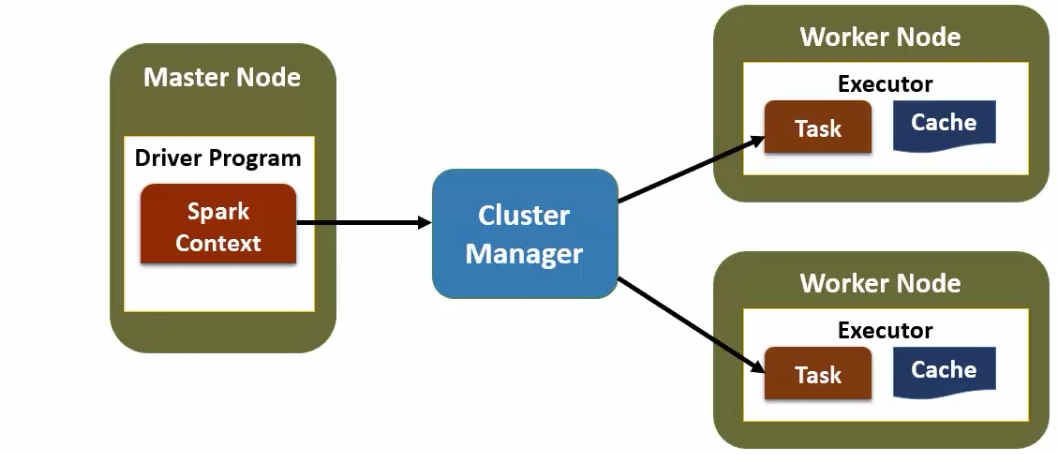 Master Node
Driver Program
Spark
Context
Cluster
Manager
Worker Node
Executor
Task
Cache
Worker Node
Executor
Task
Cache